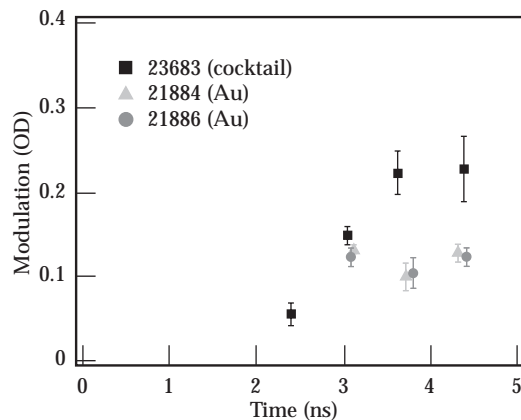 0.4
23683 (cocktail)
21884 (Au)
21886 (Au)
0.3
0.2
0.1
0
Modulation (OD)
0 1 2 3 4 5
Time (ns)